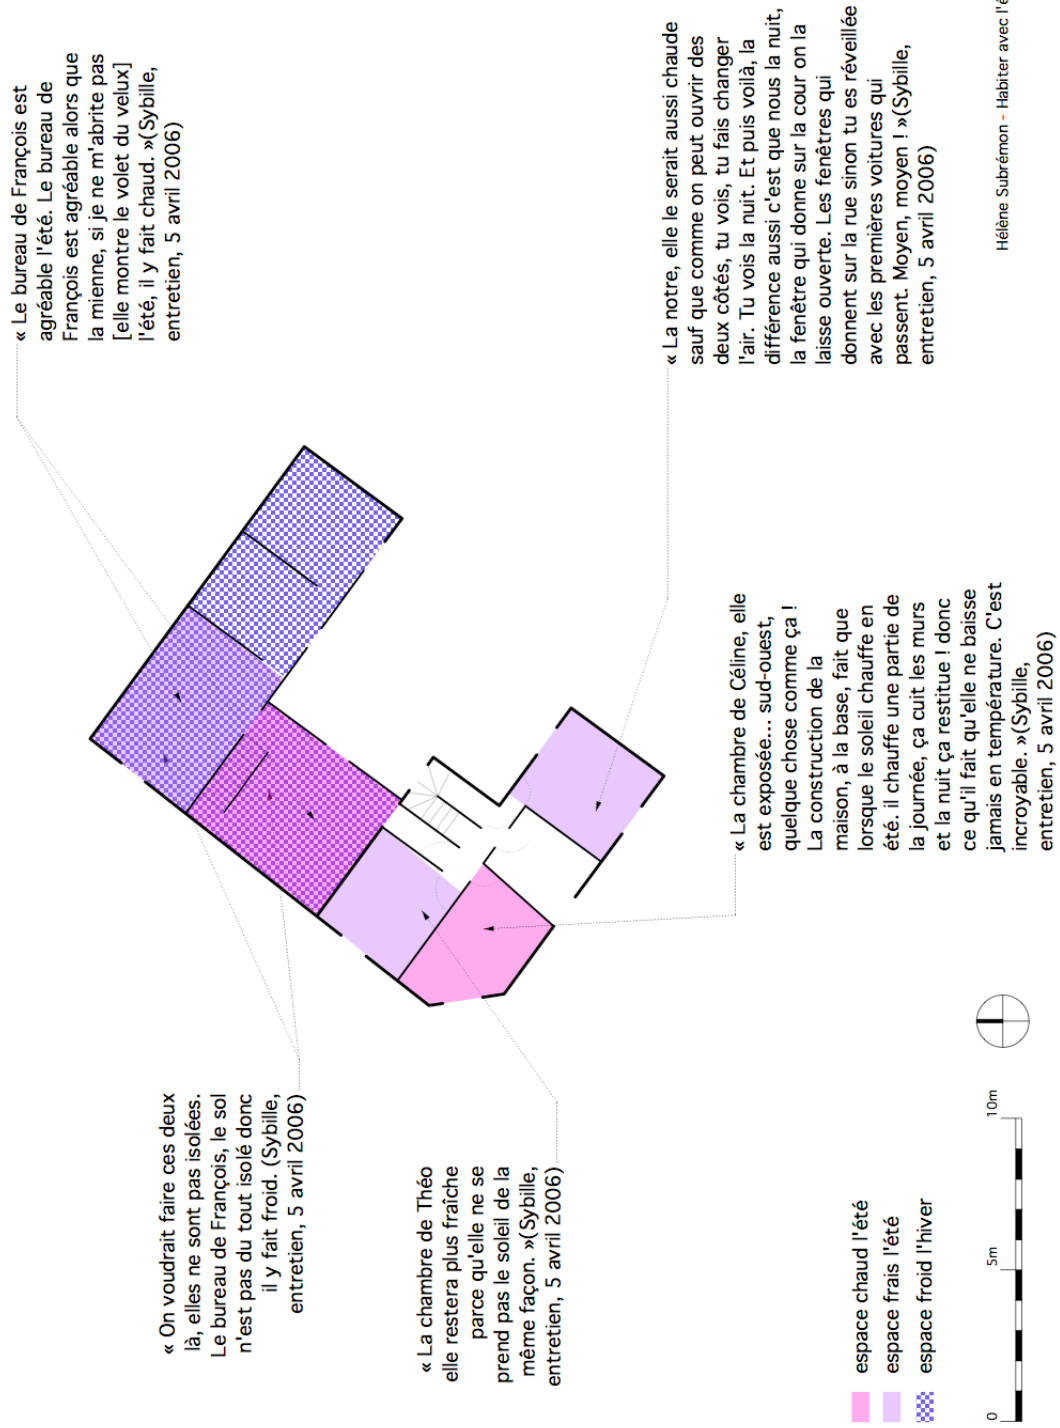 « Le bureau de François est
agréable l'été. Le bureau de
François est agréable alors que
la mienne, si je ne m'abrite pas
[elle montre le volet du velux]
l'été, il y fait chaud. »(Sybille,
entretien, 5 avril 2006)
« On voudrait faire ces deux
là, elles ne sont pas isolées.
Le bureau de François, le sol
n'est pas du tout isolé donc
il y fait froid. (Sybille,
entretien, 5 avril 2006)
« La chambre de Théo
elle restera plus fraîche
parce qu'elle ne se
prend pas le soleil de la
même façon. »(Sybille,
entretien, 5 avril 2006)
« La notre, elle le serait aussi chaude
sauf que comme on peut ouvrir des
deux côtés, tu vois, tu fais changer
l'air. Tu vois la nuit. Et puis voilà, la
différence aussi c'est que nous la nuit,
la fenêtre qui donne sur la cour on la
laisse ouverte. Les fenêtres qui
donnent sur la rue sinon tu es réveillée
avec les premières voitures qui
passent. Moyen, moyen ! »(Sybille,
entretien, 5 avril 2006)
« La chambre de Céline, elle
est exposée... sud-ouest,
quelque chose comme ça !
La construction de la
maison, à la base, fait que
lorsque le soleil chauffe en
été. il chauffe une partie de
la journée, ça cuit les murs
et la nuit ça restitue ! donc
ce qu'il fait qu'elle ne baisse
jamais en température. C'est
incroyable. »(Sybille,
entretien, 5 avril 2006)
espace chaud l'été
espace frais l'été
espace froid l'hiver
0 5m 10m
Hélène Subrémon - Habiter avec l'é